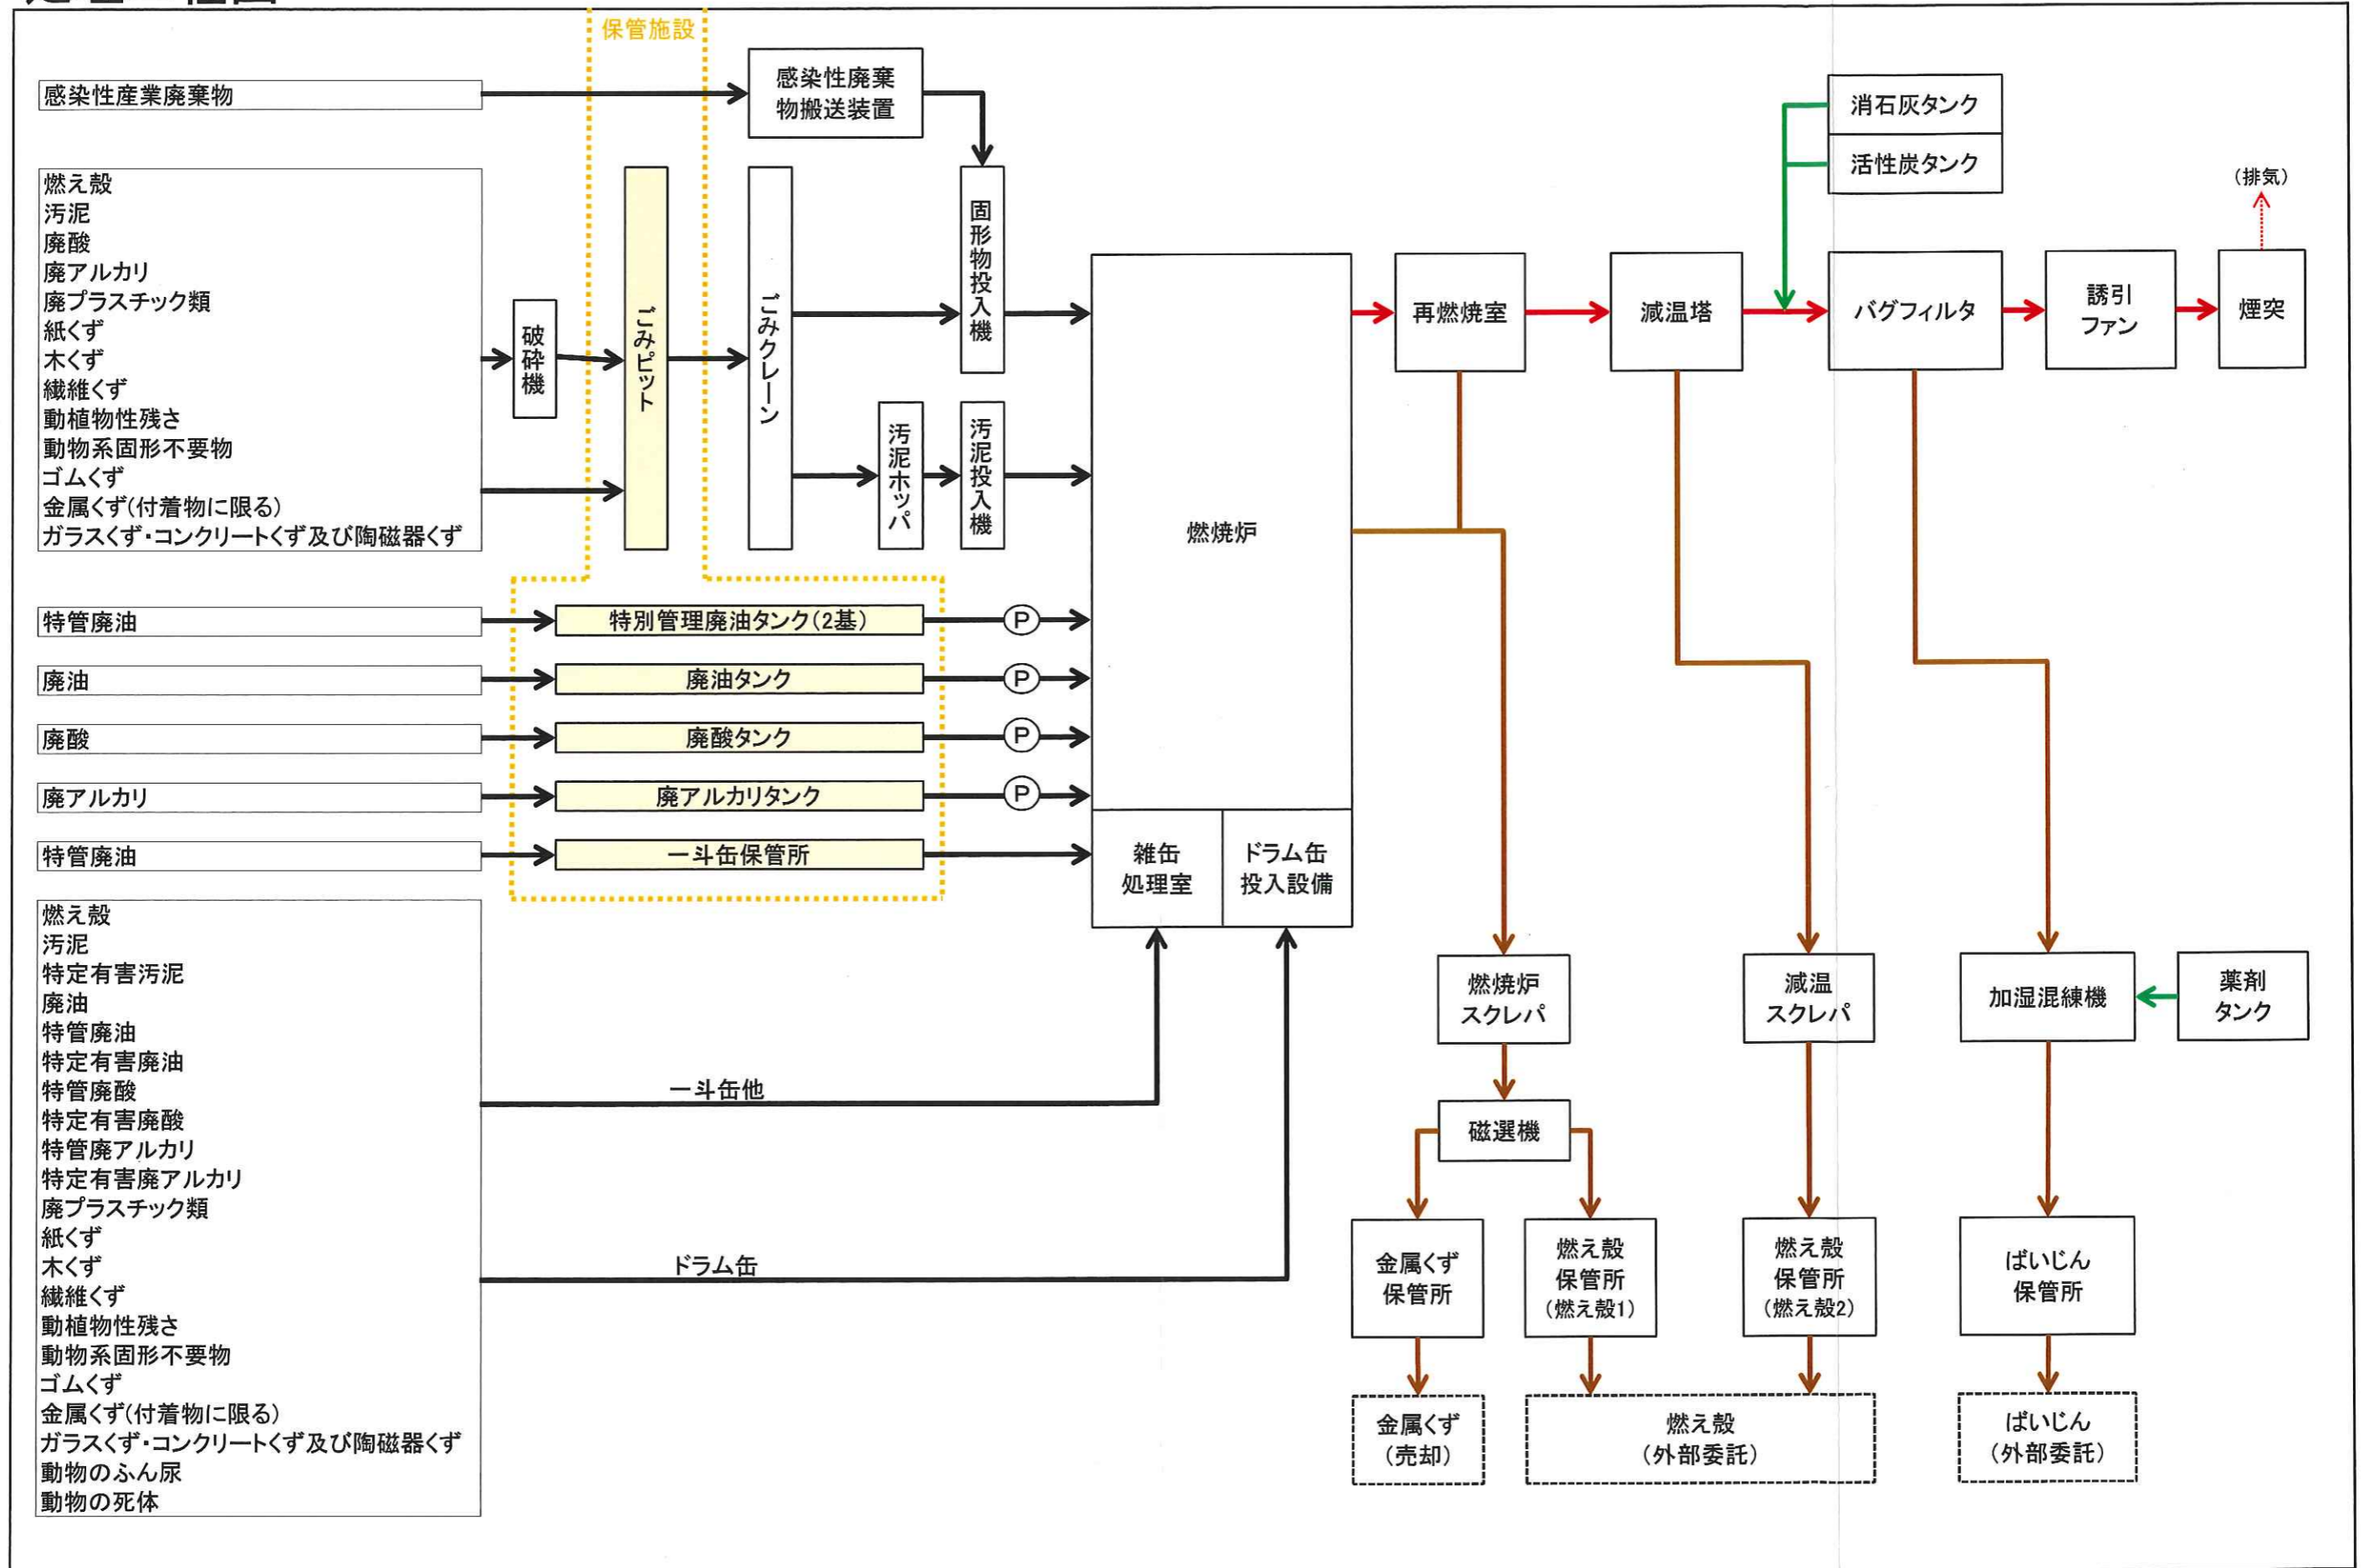 保管施設
感染性産業廃棄物
感染性廃棄
物搬送装置
燃え殻
汚泥
廃酸
廃アルカリ
廃プラスチック類
紙くず
木くず
繊維くず
動植物性残さ
動物系固形不要物
ゴムくず
金属くず(付着物に限る)
ガラスくず・コンクリートくず及び陶磁器くず
破砕機
ごみピット
ごみクレーン
固形物投入機
汚泥ホッパ
汚泥投入機
特管廃油
特別管理廃油タンク(2基)
P
廃油
廃油タンク
P
廃酸
廃酸タンク
P
廃アルカリ
廃アルカリタンク
P
特管廃油
一斗缶保管所
燃え殻
汚泥
特定有害汚泥
廃油
特管廃油
特定有害廃油
特管廃酸
特定有害廃酸
特管廃アルカリ
特定有害廃アルカリ
廃プラスチック類
紙くず
木くず
繊維くず
動植物性残さ
動物系固形不要物
ゴムくず
金属くず(付着物に限る)
ガラスくず・コンクリートくず及び陶磁器くず
動物のふん尿
動物の死体
一斗缶他
ドラム缶
燃焼炉
雑缶
処理室
ドラム缶
投入設備
再燃焼室
減温塔
消石灰タンク
活性炭タンク
バグフィルタ
誘引
ファン
煙突
(排気)
燃焼炉
スクレパ
減温
スクレパ
加湿混練機
薬剤
タンク
磁選機
金属くず
保管所
燃え殻
保管所
(燃え殻1)
燃え殻
保管所
(燃え殻2)
ばいじん
保管所
金属くず
(売却)
燃え殻
(外部委託)
ばいじん
(外部委託)